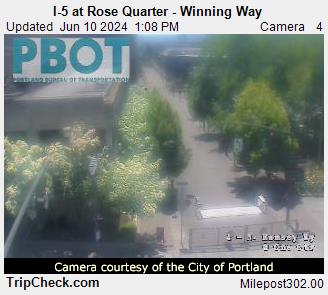 I-5 at Rose Quarter - Winning Way
Updated Jun 10 2024 1:08 PM Camera 4
PBOT
PORTLAND BUREAU OF TRANSPORTATION
Camera courtesy of the City of Portland
TripCheck.com Milepost302.00